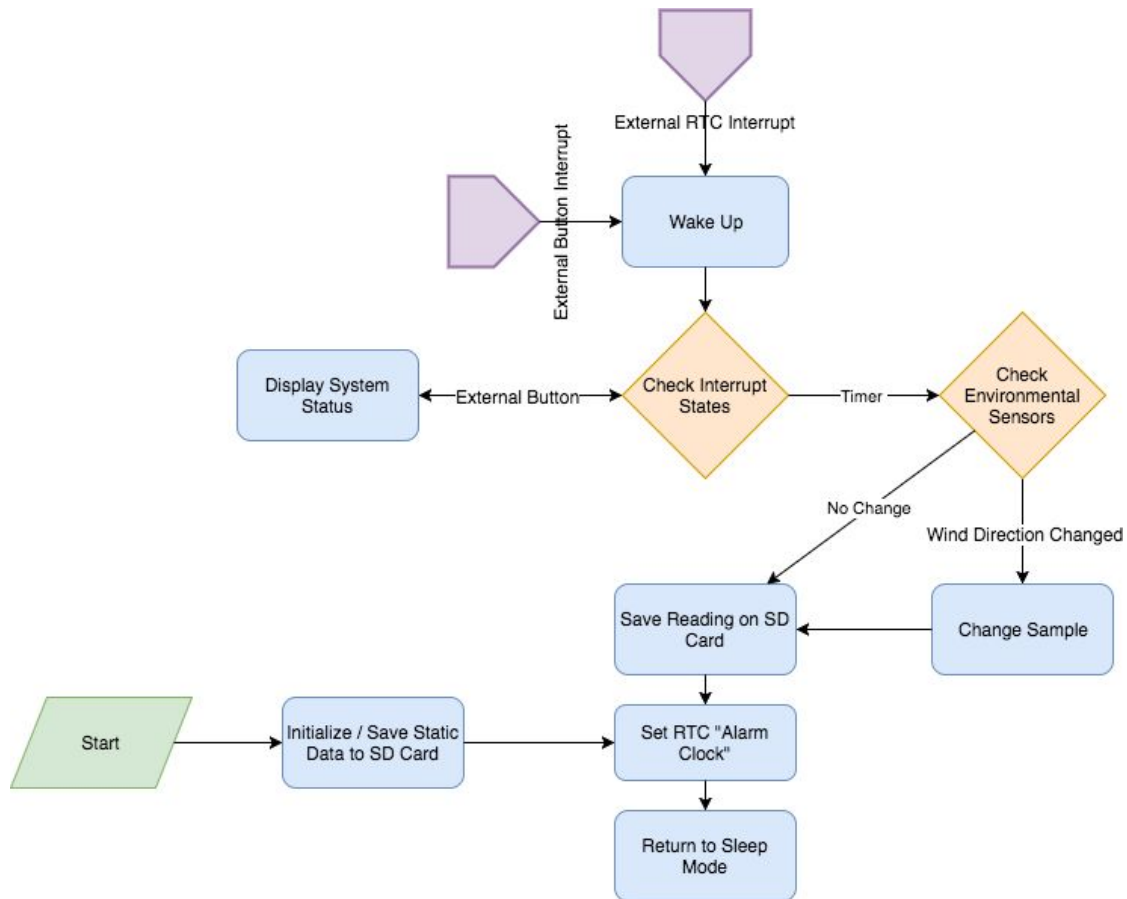 External RTC Interrupt
External Button Interrupt
Wake Up
Display System
Status
External Button
Check Interrupt
States
Timer
Check
Environmental
Sensors
No Change
Wind Direction Changed
Save Reading on SD
Card
Change Sample
Start
Initialize / Save Static
Data to SD Card
Set RTC "Alarm
Clock"
Return to Sleep
Mode